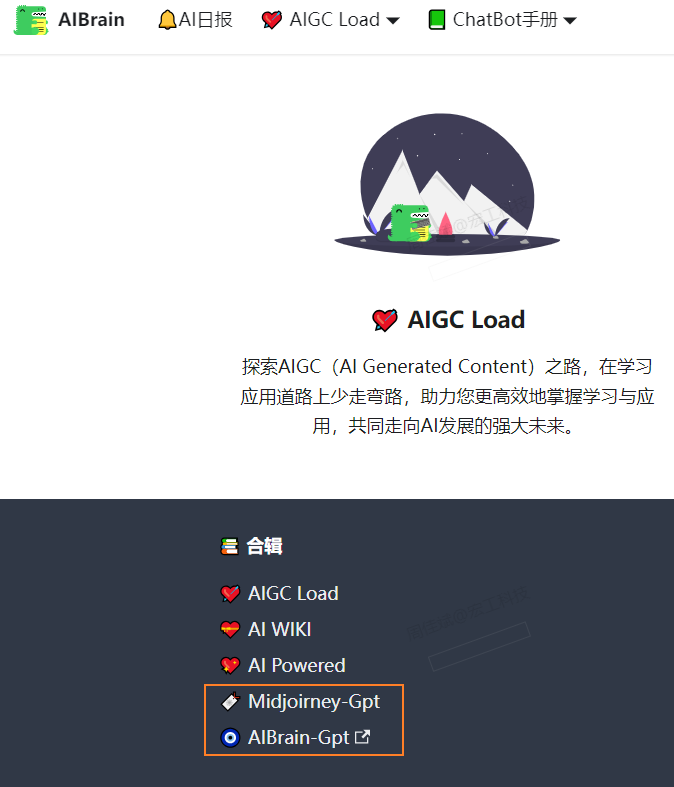 AIBrain 🔔AI日报 💘 AIGC Load 📗 ChatBot手册
💘 AIGC Load
探索AIGC（AI Generated Content）之路，在学习
应用道路上少走弯路，助力您更高效地掌握学习与应
用，共同走向AI发展的强大未来。
📚 合辑
💘 AIGC Load
💝 AI WIKI
💖 AI Powered
Midjoirney-Gpt
🧿 AIBrain-Gpt